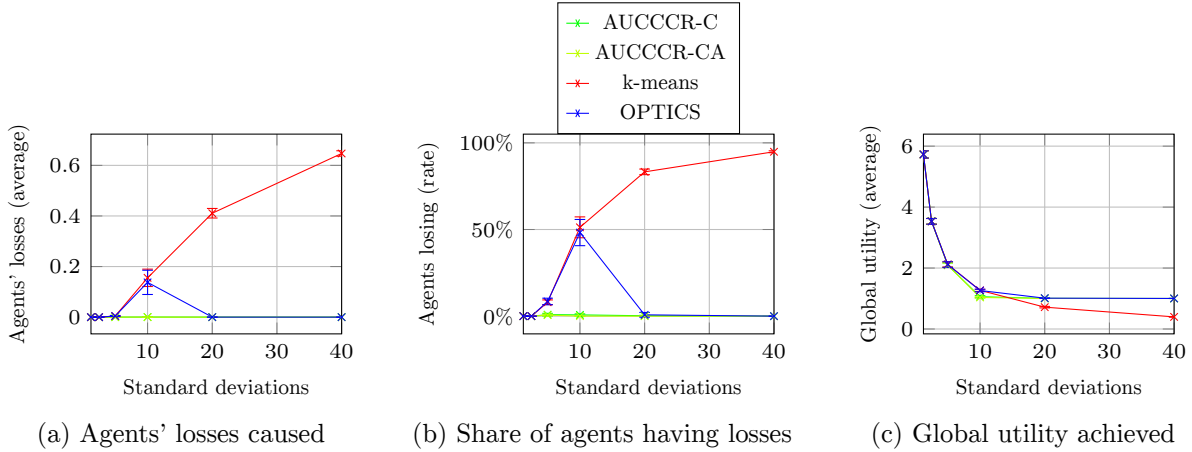 AUCCCR-C
AUCCCR-CA
k-means
OPTICS
Agents' losses (average)
0.6
0.4
0.2
0
10 20 30 40
Standard deviations
(a) Agents' losses caused
Agents losing (rate)
100%
50%
0%
10 20 30 40
Standard deviations
(b) Share of agents having losses
Global utility (average)
6
4
2
0
10 20 30 40
Standard deviations
(c) Global utility achieved